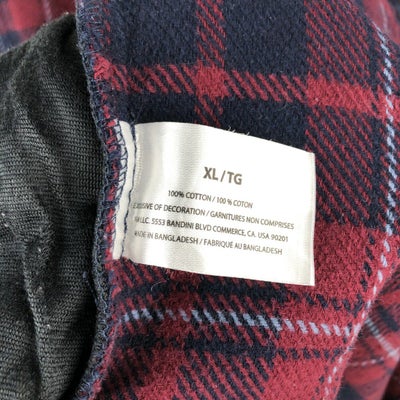 XL / TG
100% COTTON / 100 % COTON
OF DECORATION / GARNITURES NON COMPRISES
LLC. 5553 BANDINI BLVD COMMERCE, CA. USA 90201
MADE IN BANGLADESH / FABRIQUÉ AU BANGLADESH